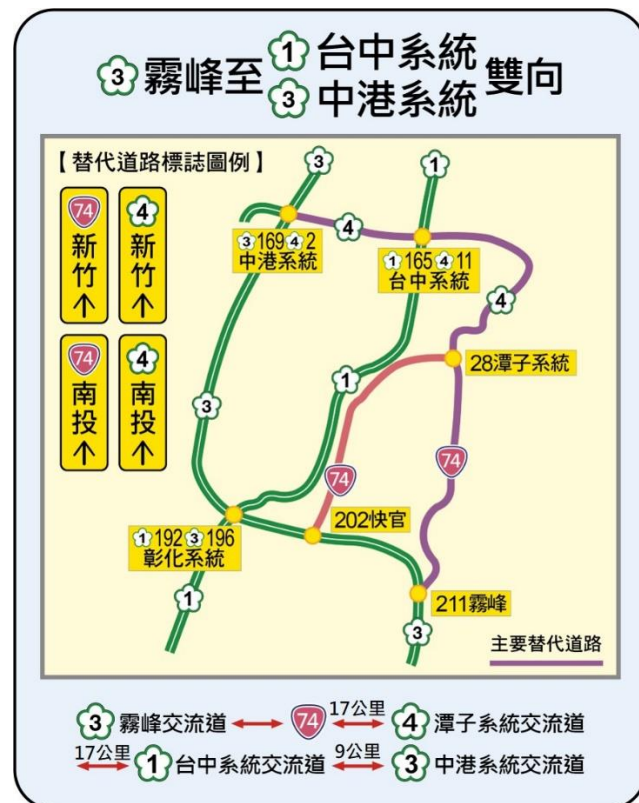 3 霧峰至 1 台中系統 雙向
3 中港系統
【替代道路標誌圖例】
74 新竹 ↑
4 新竹 ↑
74 南投 ↑
4 南投 ↑
3
1
4
3 169 4 2
中港系統
1 165 4 11
台中系統
4
28潭子系統
1
3
74
74
202快官
1 192 3 196
彰化系統
211霧峰
1
3
主要替代道路
3 霧峰交流道 ↔ 74 17公里 ↔ 4 潭子系統交流道
17公里 ↔ 1 台中系統交流道 9公里 ↔ 3 中港系統交流道